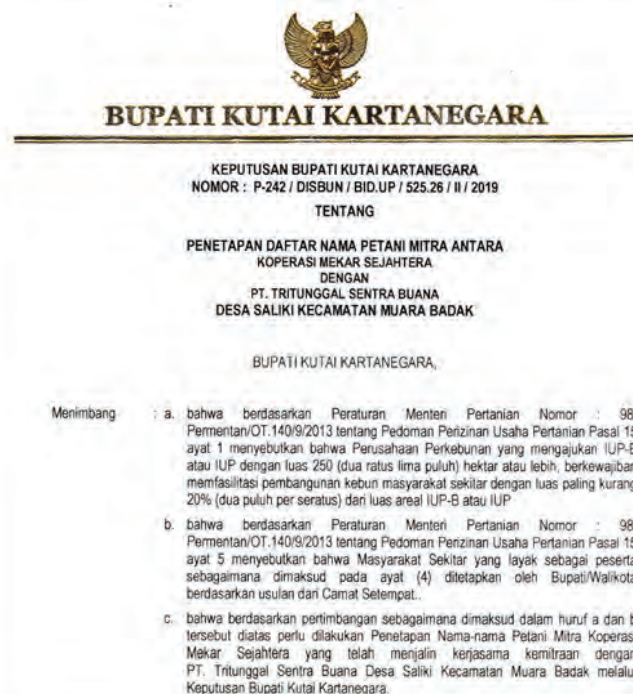 BUPATI KUTAI KARTANEGARA
KEPUTUSAN BUPATI KUTAI KARTANEGARA
NOMOR : P-242 / DISBUN / BID.UP / 525.26 / II / 2019
TENTANG
PENETAPAN DAFTAR NAMA PETANI MITRA ANTARA
KOPERASI MEKAR SEJAHTERA
DENGAN
PT. TRITUNGGAL SENTRA BUANA
DESA SALIKI KECAMATAN MUARA BADAK
BUPATI KUTAI KARTANEGARA,
Menimbang : a. bahwa berdasarkan Peraturan Menteri Pertanian Nomor : 98
Permentan/OT.140/9/2013 tentang Pedoman Perizinan Usaha Pertanian Pasal 15
ayat 1 menyebutkan bahwa Perusahaan Perkebunan yang mengajukan IUP-B
atau IUP dengan luas 250 (dua ratus lima puluh) hektar atau lebih, berkewajiban
memfasilitasi pembangunan kebun masyarakat sekitar dengan luas paling kurang
20% (dua puluh per seratus) dari luas areal IUP-B atau IUP
b. bahwa berdasarkan Peraturan Menteri Pertanian Nomor : 98
Permentan/OT.140/9/2013 tentang Pedoman Perizinan Usaha Pertanian Pasal 15
ayat 5 menyebutkan bahwa Masyarakat Sekitar yang layak sebagai peserta
sebagaimana dimaksud pada ayat (4) ditetapkan oleh Bupati/Walikota
berdasarkan usulan dari Camat Setempat..
c. bahwa berdasarkan pertimbangan sebagaimana dimaksud dalam huruf a dan b
tersebut diatas perlu dilakukan Penetapan Nama-nama Petani Mitra Koperas
Mekar Sejahtera yang telah menjalin kerjasama kemitraan dengan
PT. Tritunggal Sentra Buana Desa Saliki Kecamatan Muara Badak melalu
Keputusan Bupati Kutai Kartanegara.